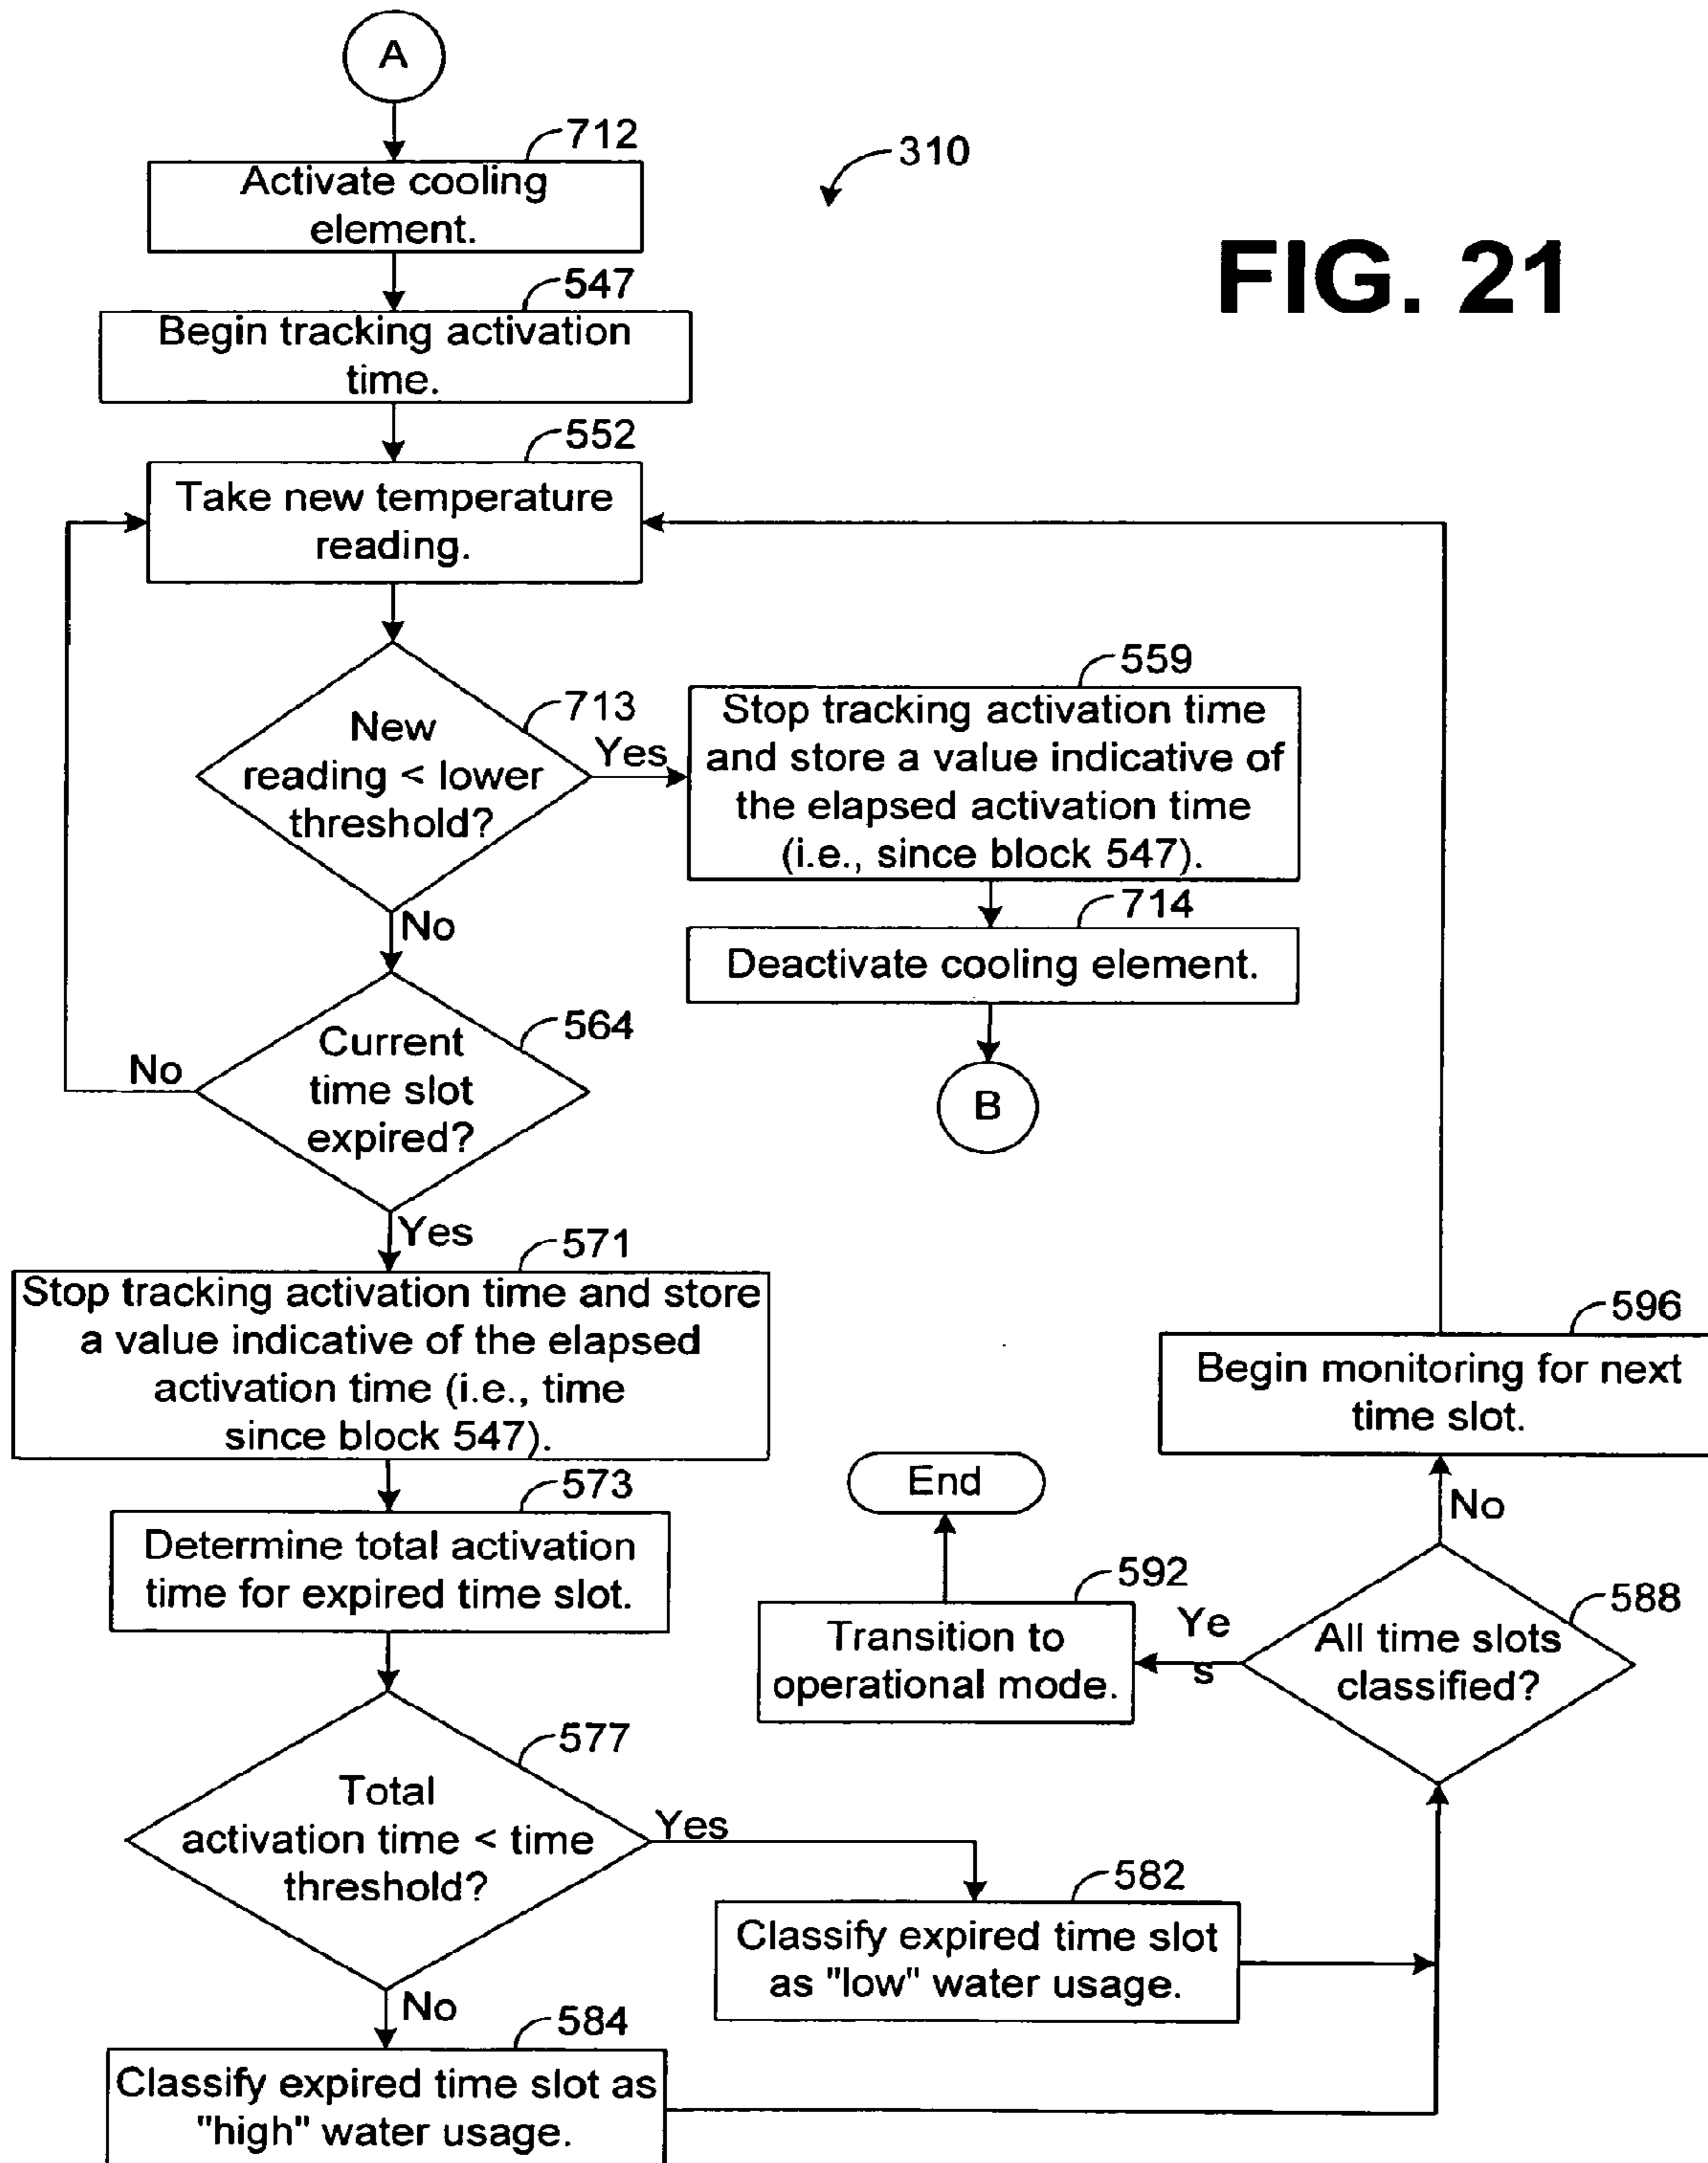 A
712
Activate cooling
element.
310
FIG. 21
547
Begin tracking activation
time.
552
Take new temperature
reading.
713
New
reading < lower
threshold?
Yes
559
Stop tracking activation time
and store a value indicative of
the elapsed activation time
(i.e., since block 547).
714
Deactivate cooling element.
B
No
564
Current
time slot
expired?
No
Yes
571
Stop tracking activation time and store
a value indicative of the elapsed
activation time (i.e., time
since block 547).
573
Determine total activation
time for expired time slot.
577
Total
activation time < time
threshold?
Yes
582
Classify expired time slot
as "low" water usage.
No
584
Classify expired time slot as
"high" water usage.
588
All time slots
classified?
Ye
s
592
Transition to
operational mode.
End
No
596
Begin monitoring for next
time slot.